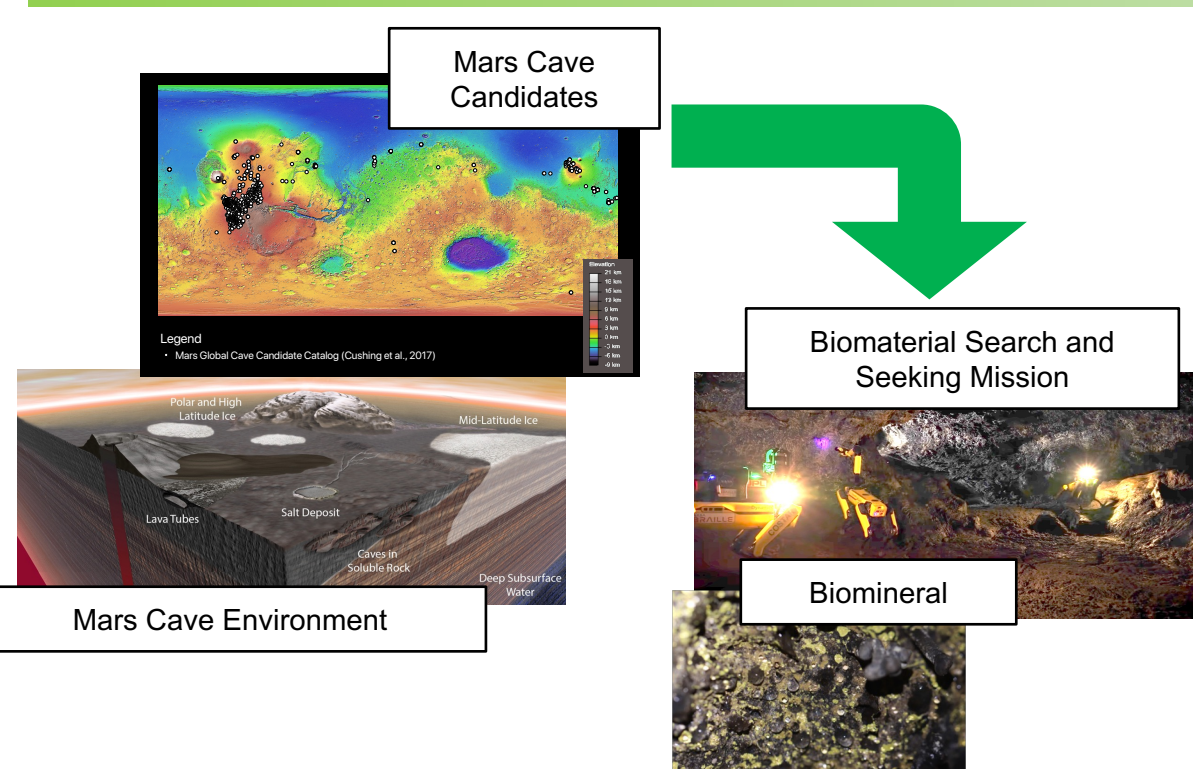 Mars Cave
Candidates
Elevation
21 km
18 km
15 km
12 km
9 km
6 km
3 km
0 km
-3 km
-6 km
-9 km
Legend
• Mars Global Cave Candidate Catalog (Cushing et al., 2017)
Polar and High
Latitude Ice
Mid-Latitude Ice
Lava Tubes
Salt Deposit
Caves in
Soluble Rock
Deep Subsurface
Water
Mars Cave Environment
Biomaterial Search and
Seeking Mission
Biomineral